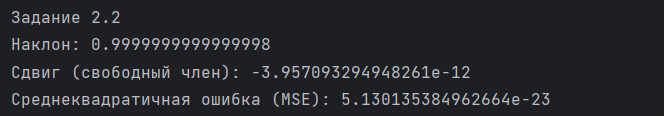 Задание 2.2
Наклон: 0.9999999999999998
Сдвиг (свободный член): -3.957093294948261e-12
Среднеквадратичная ошибка (MSE): 5.130135384962664e-23